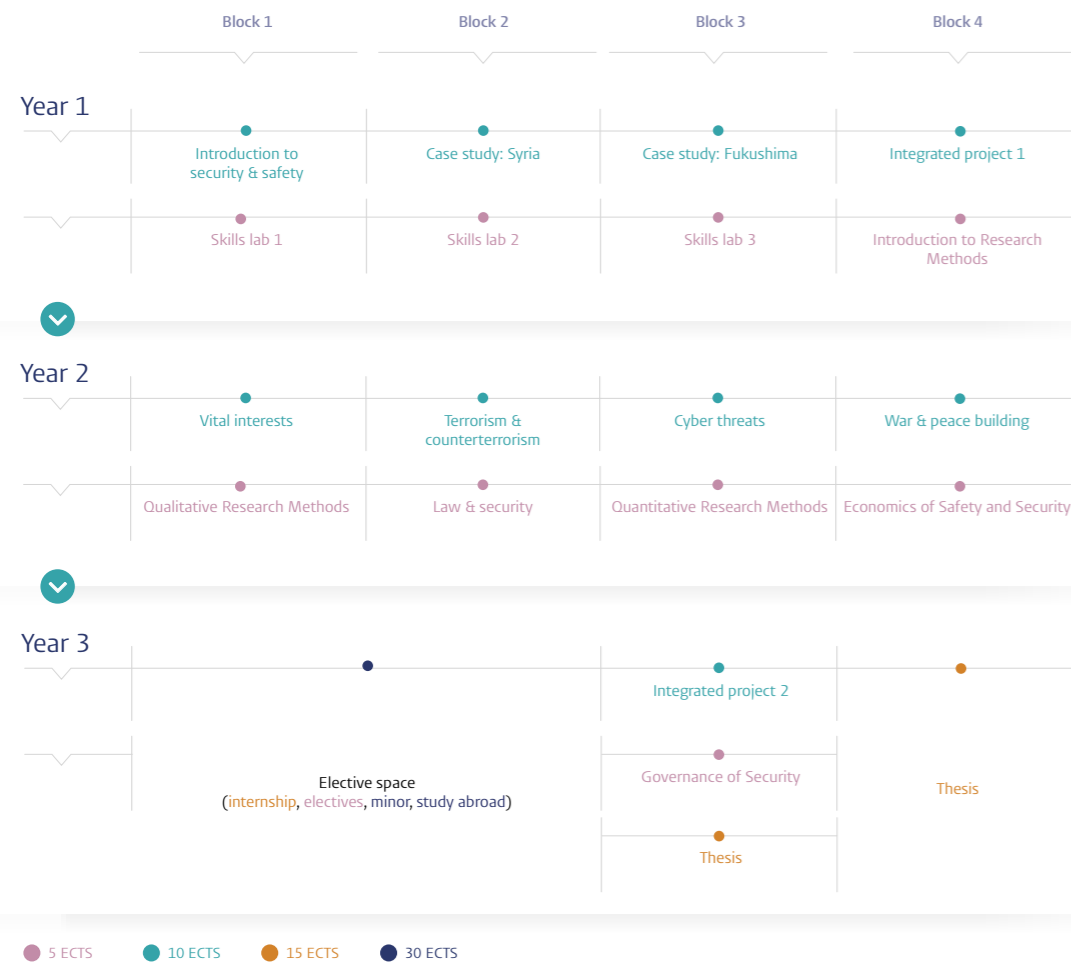 Block 1
Block 2
Block 3
Block 4
Year 1
Introduction to
security & safety
Case study: Syria
Case study: Fukushima
Integrated project 1
Skills lab 1
Skills lab 2
Skills lab 3
Introduction to Research
Methods
Year 2
Vital interests
Terrorism &
counterterrorism
Cyber threats
War & peace building
Qualitative Research Methods
Law & security
Quantitative Research Methods
Economics of Safety and Security
Year 3
Integrated project 2
Elective space
(internship, electives, minor, study abroad)
Governance of Security
Thesis
Thesis
5 ECTS
10 ECTS
15 ECTS
30 ECTS